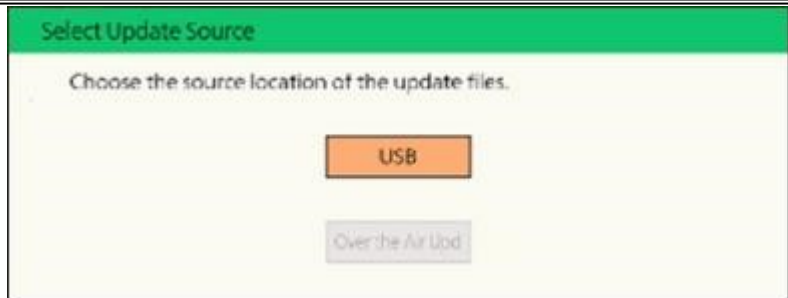 Select Update Source
Choose the source location of the update files.
USB
Over the Air Upd